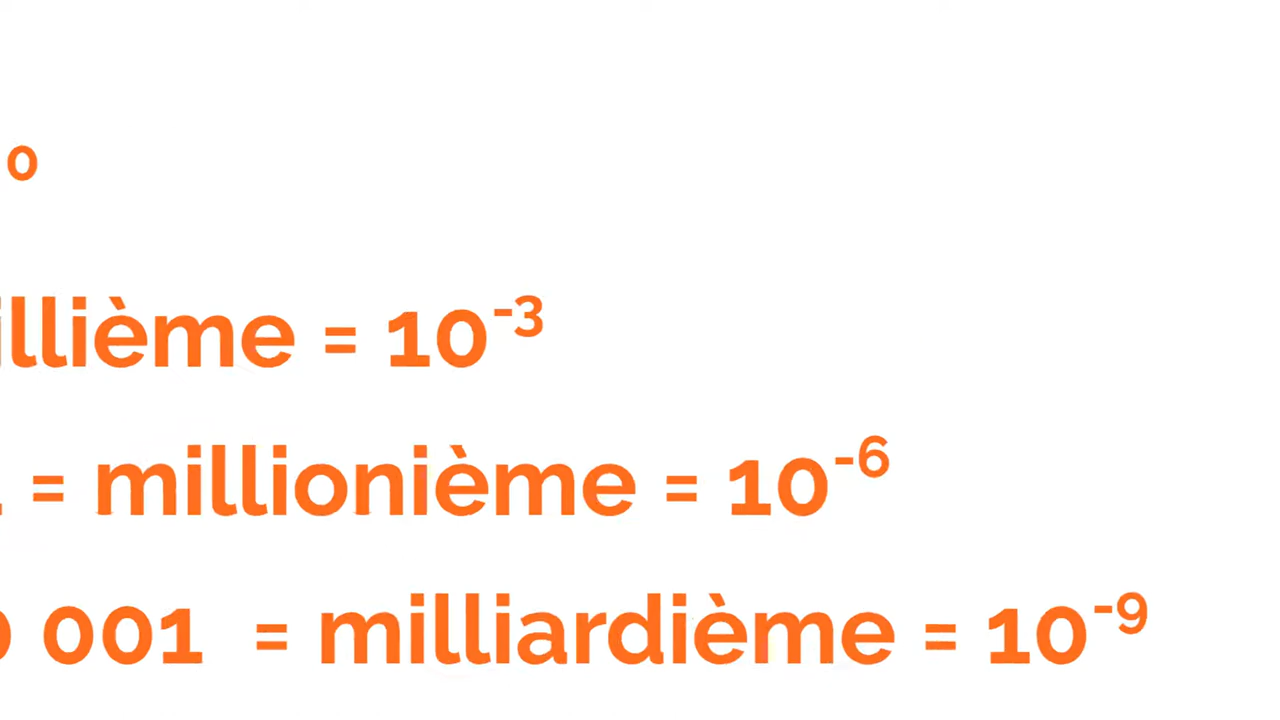 0
illième = 10⁻³
= millionième = 10⁻⁶
001 = milliardième = 10⁻⁹